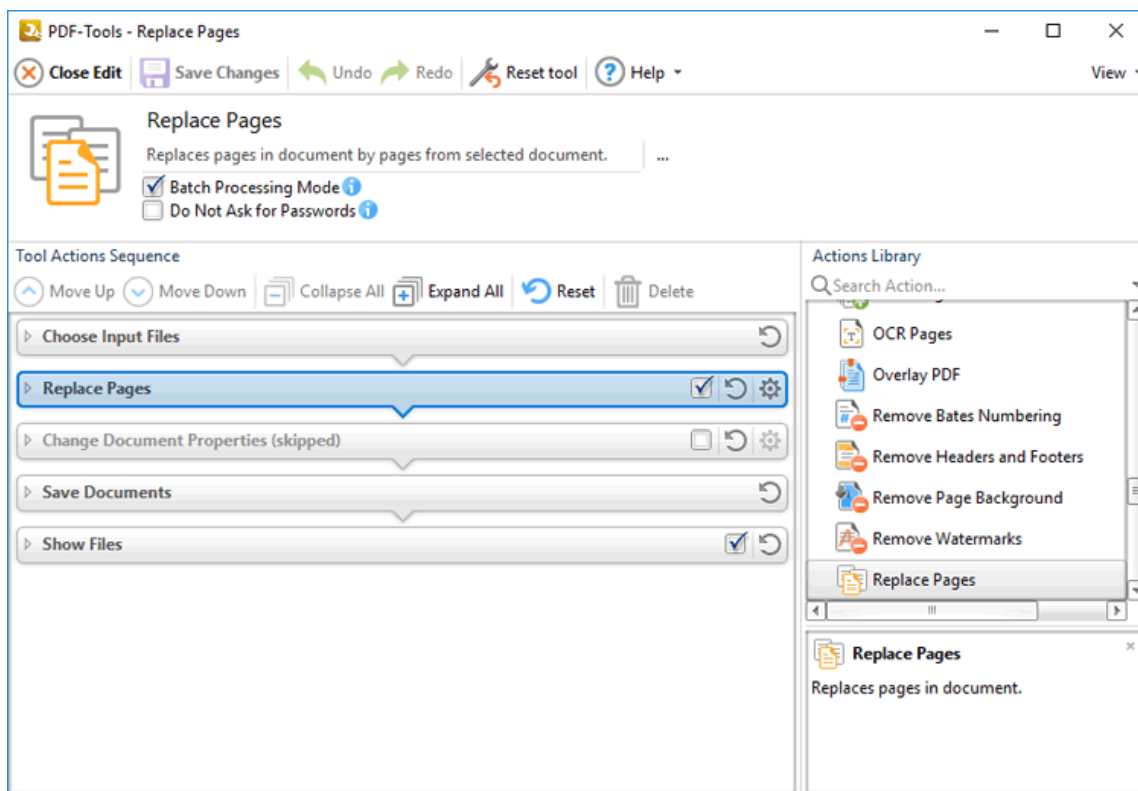 PDF-Tools - Replace Pages
Close Edit Save Changes Undo Redo Reset tool Help View
Replace Pages
Replaces pages in document by pages from selected document. ...
Batch Processing Mode
Do Not Ask for Passwords
Tool Actions Sequence
Move Up Move Down Collapse All Expand All Reset Delete
Choose Input Files
Replace Pages
Change Document Properties (skipped)
Save Documents
Show Files
Actions Library
Search Action...
OCR Pages
Overlay PDF
Remove Bates Numbering
Remove Headers and Footers
Remove Page Background
Remove Watermarks
Replace Pages
Replace Pages
Replaces pages in document.